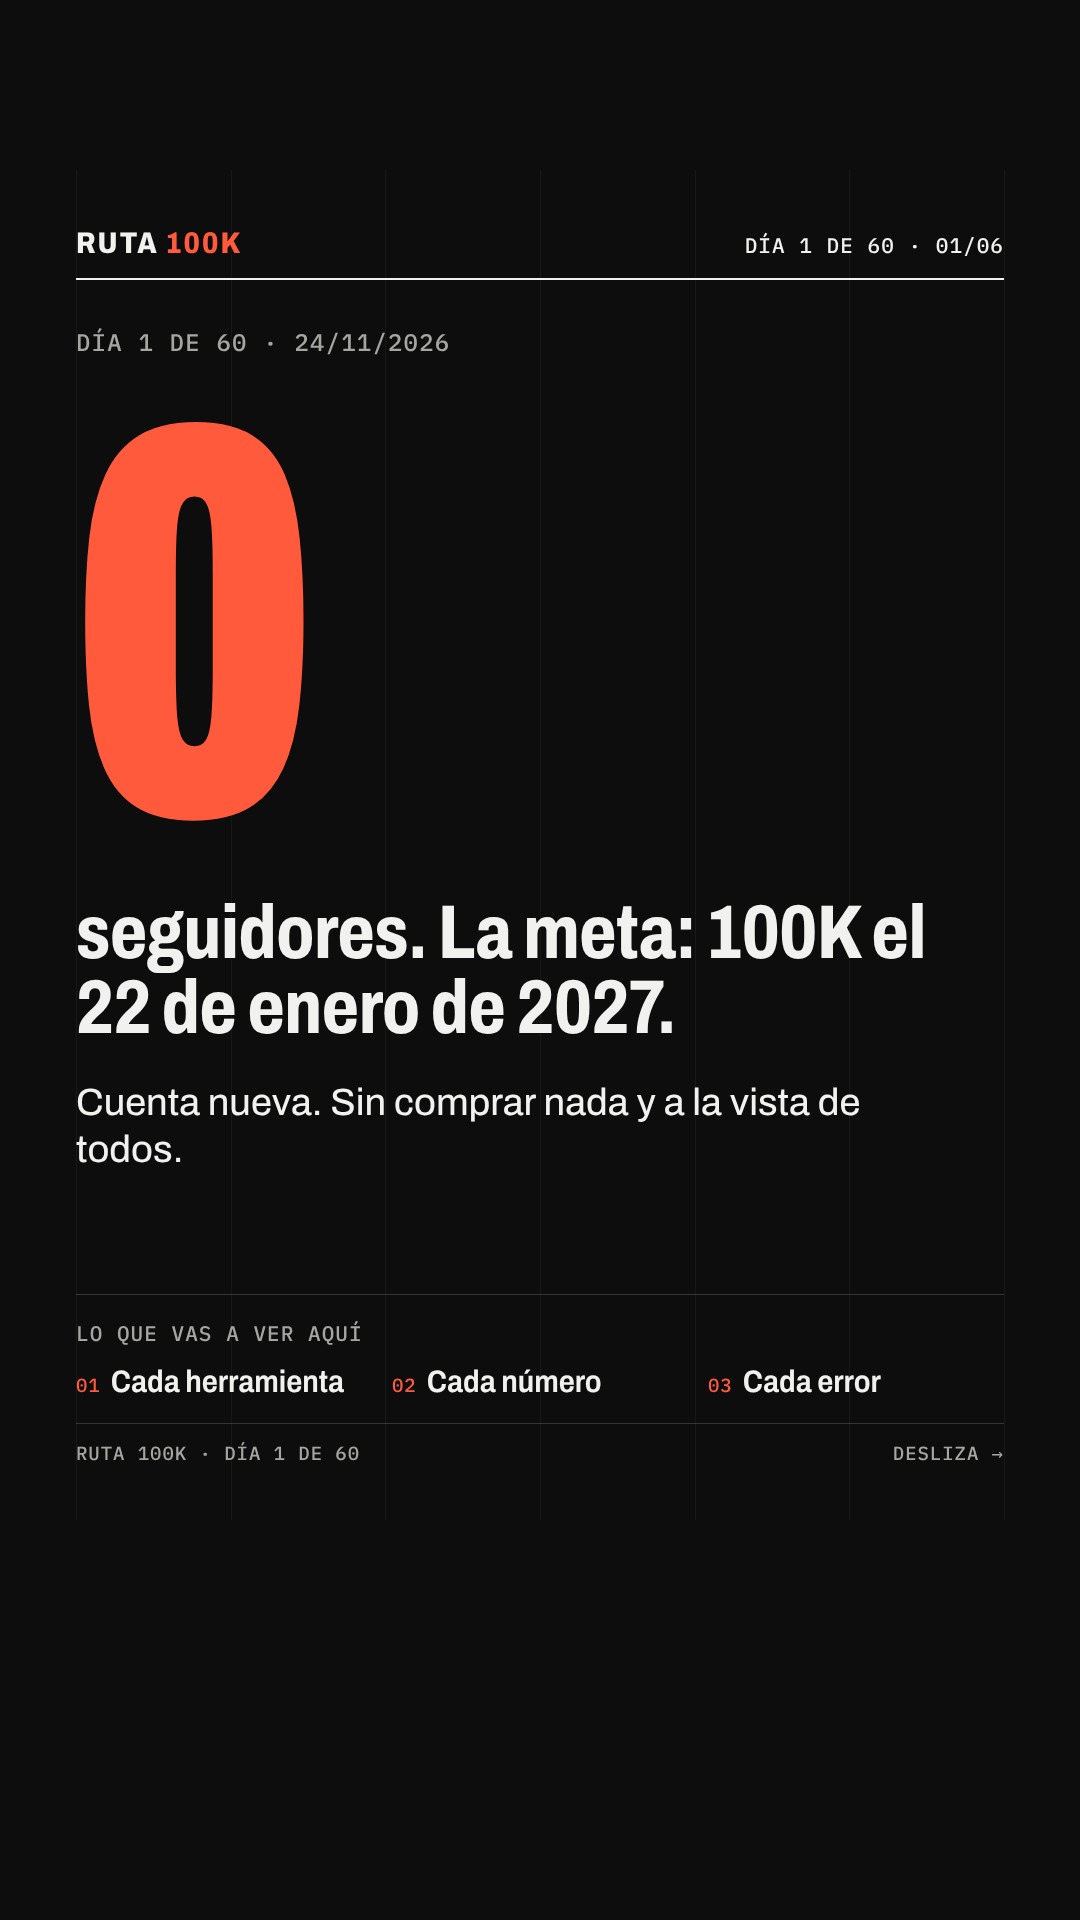 RUTA 100K
DÍA 1 DE 60 · 01/06
DÍA 1 DE 60 · 24/11/2026
0
seguidores. La meta: 100K el
22 de enero de 2027.
Cuenta nueva. Sin comprar nada y a la vista de
todos.
LO QUE VAS A VER AQUÍ
01 Cada herramienta
02 Cada número
03 Cada error
RUTA 100K · DÍA 1 DE 60
DESLIZA →